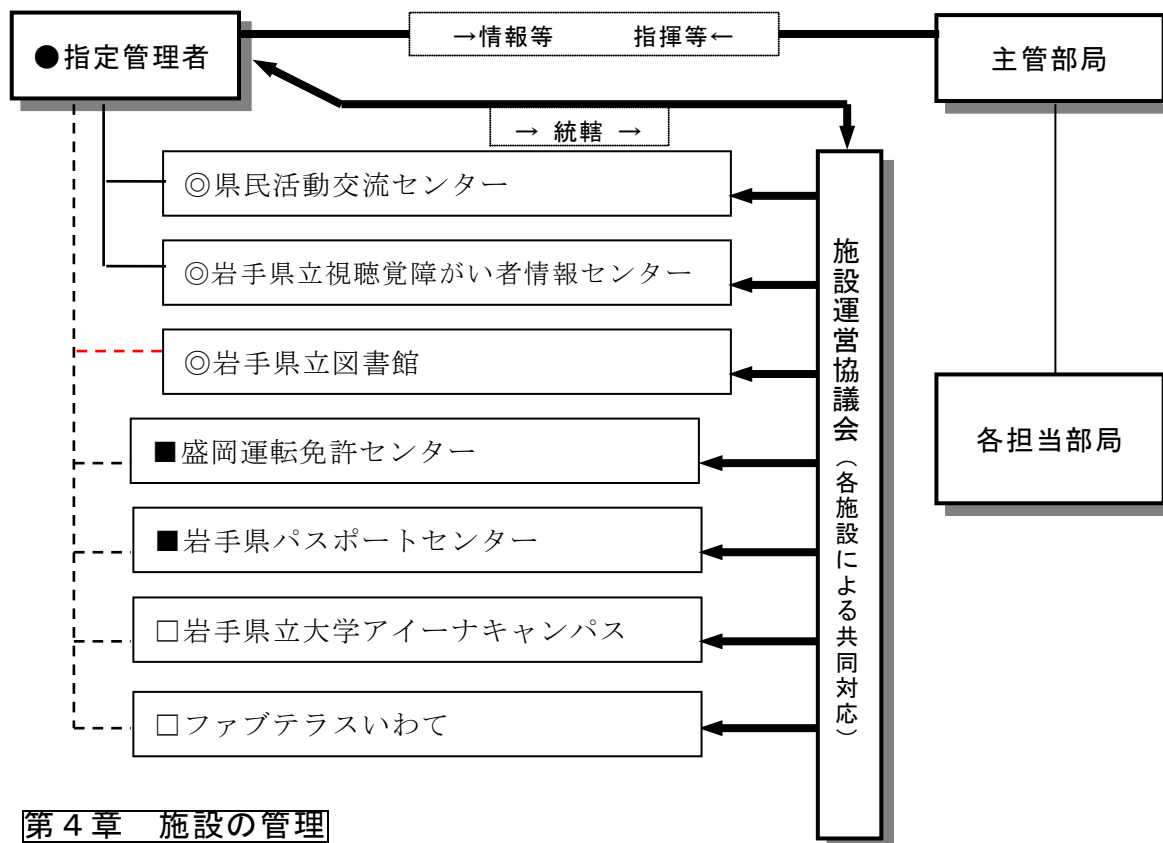 ●指定管理者
→情報等　指揮等←
主管部局
→ 統轄 →
◎県民活動交流センター
◎岩手県立視聴覚障がい者情報センター
◎岩手県立図書館
■盛岡運転免許センター
■岩手県パスポートセンター
□岩手県立大学アイーナキャンパス
□ファブテラスいわて
施設運営協議会（各施設による共同対応）
各担当部局
第４章　施設の管理